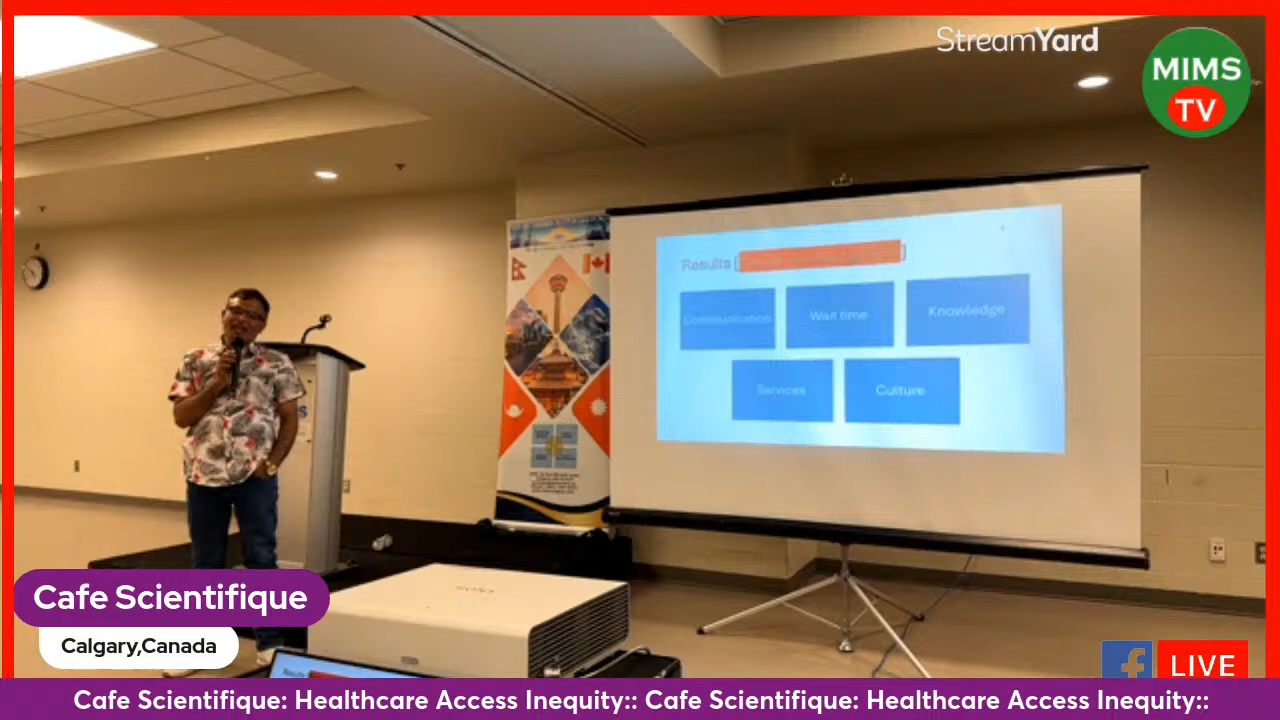 StreamYard
MIMS
TV
Results
Communication
Wait time
Knowledge
Services
Culture
SONY
Cafe Scientifique
Calgary,Canada
LIVE
Cafe Scientifique: Healthcare Access Inequity:: Cafe Scientifique: Healthcare Access Inequity::